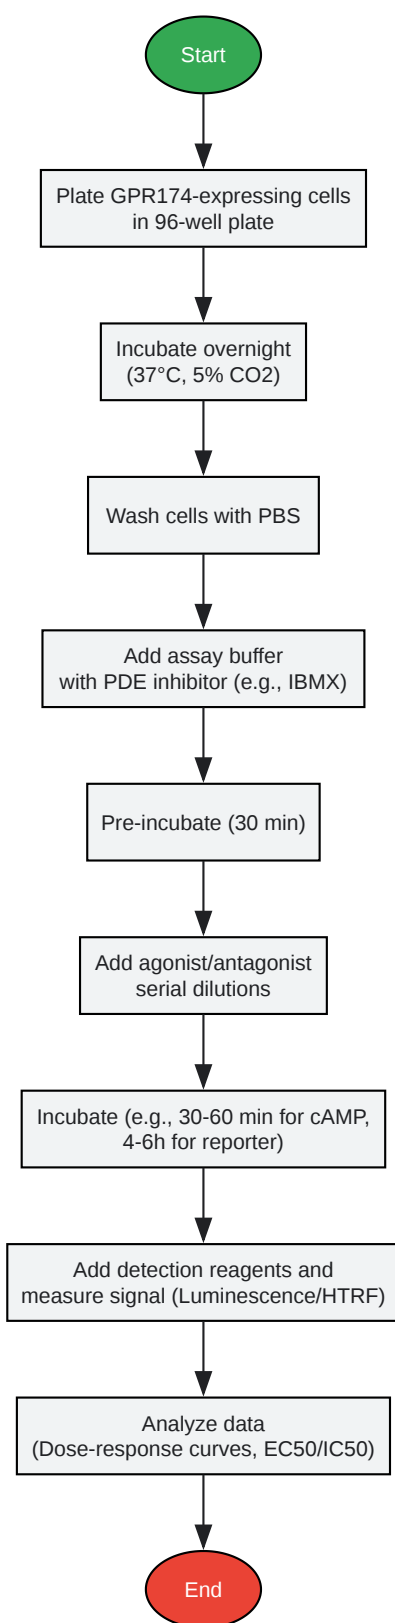 Start
Plate GPR174-expressing cells
in 96-well plate
Incubate overnight
(37°C, 5% CO2)
Wash cells with PBS
Add assay buffer
with PDE inhibitor (e.g., IBMX)
Pre-incubate (30 min)
Add agonist/antagonist
serial dilutions
Incubate (e.g., 30-60 min for cAMP,
4-6h for reporter)
Add detection reagents and
measure signal (Luminescence/HTRF)
Analyze data
(Dose-response curves, EC50/IC50)
End